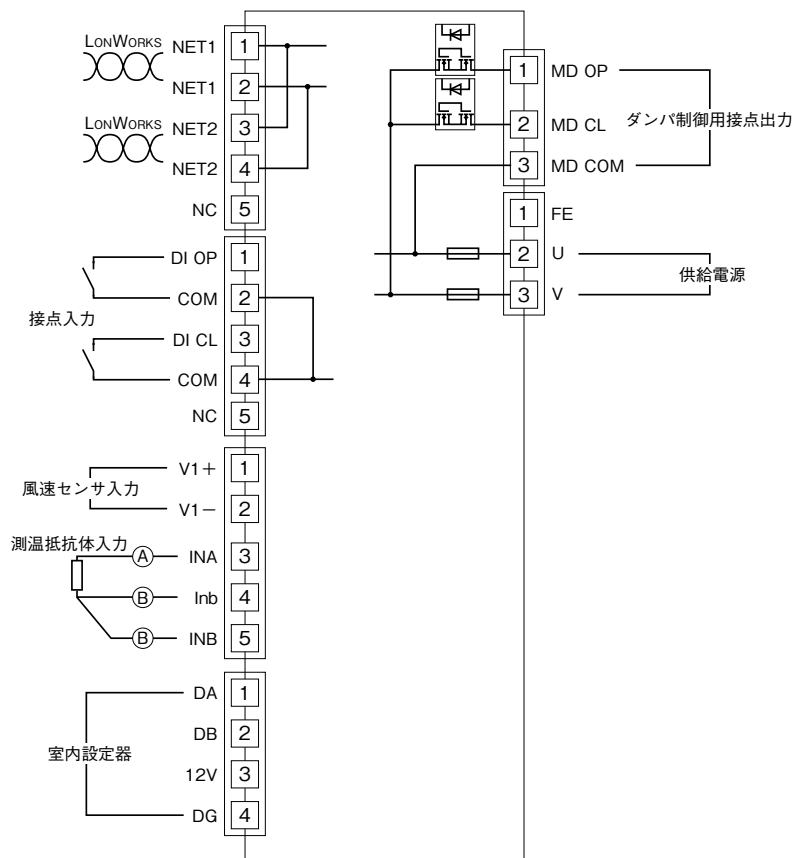 LONWORKS NET1 1
NET1 2
LONWORKS NET2 3
NET2 4
NC 5
DI OP 1
COM 2
接点入力
DI CL 3
COM 4
NC 5
V1＋ 1
風速センサ入力
V1－ 2
測温抵抗体入力
A INA 3
B Inb 4
B INB 5
DA 1
DB 2
室内設定器
12V 3
DG 4
1 MD OP
2 MD CL
ダンパ制御用接点出力
3 MD COM
1 FE
2 U
供給電源
3 V